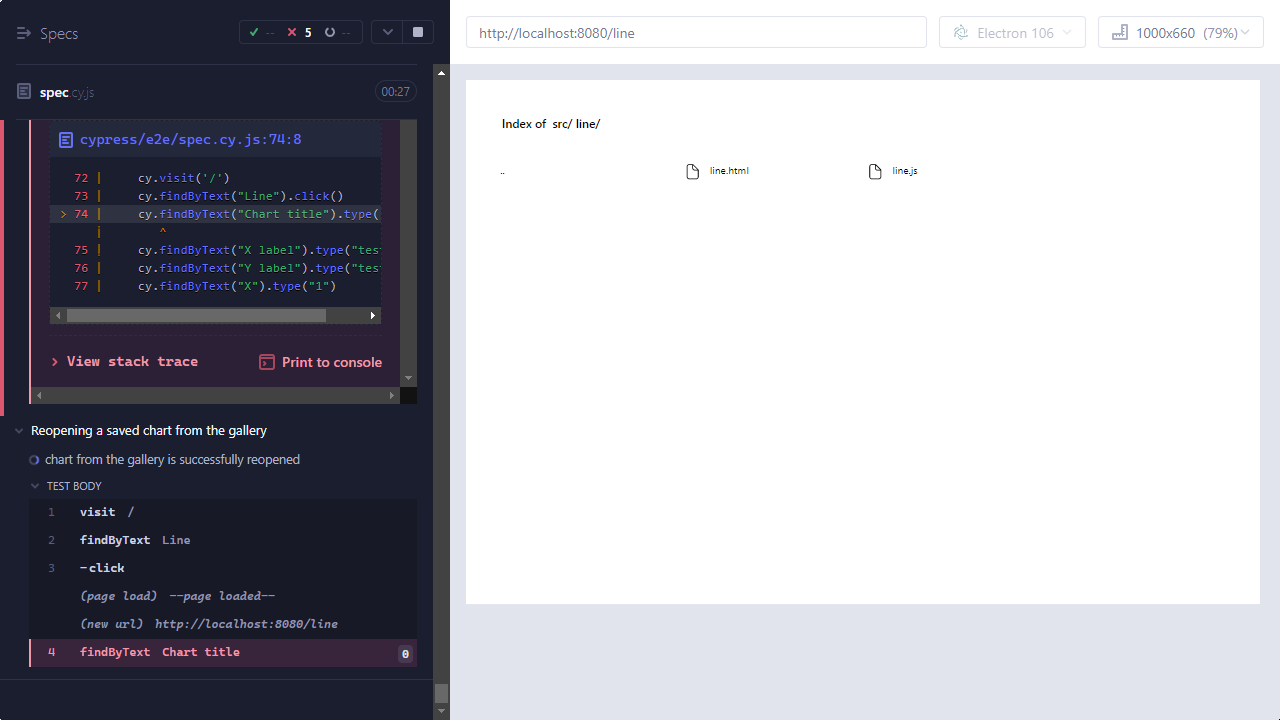 Specs
-- 5 --
spec.cy.js
00:27
cypress/e2e/spec.cy.js:74:8
72 | cy.visit('/')
73 | cy.findByText("Line").click()
> 74 | cy.findByText("Chart title").type(
| ^
75 | cy.findByText("X label").type("tes
76 | cy.findByText("Y label").type("tes
77 | cy.findByText("X").type("1")
> View stack trace
Print to console
Reopening a saved chart from the gallery
chart from the gallery is successfully reopened
TEST BODY
1 visit /
2 findByText Line
3 -click
(page load) --page loaded--
(new url) http://localhost:8080/line
4 findByText Chart title 0
http://localhost:8080/line
Electron 106
1000x660 (79%)
Index of src/ line/
..
line.html
line.js